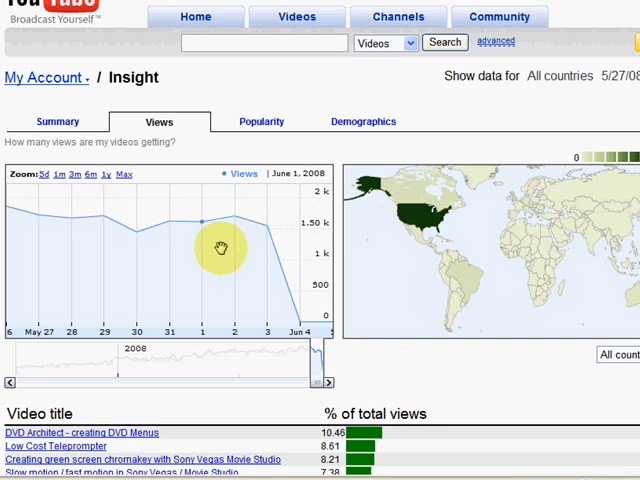 YouTube
Broadcast Yourself™
Home
Videos
Channels
Community
Videos
Search
advanced
My Account / Insight
Show data for All countries 5/27/08
Summary
Views
Popularity
Demographics
How many views are my videos getting?
0
Zoom: 5d 1m 3m 6m 1y Max
Views | June 1, 2008
2 k
1.50 k
1 k
500
0
6 May 27 28 29 30 31 1 2 3 Jun 4
2008
All count
Video title
% of total views
DVD Architect - creating DVD Menus 10.46
Low Cost Teleprompter 8.61
Creating green screen chromakey with Sony Vegas Movie Studio 8.21
Slow motion / fast motion in Sony Vegas / Movie Studio 7.38